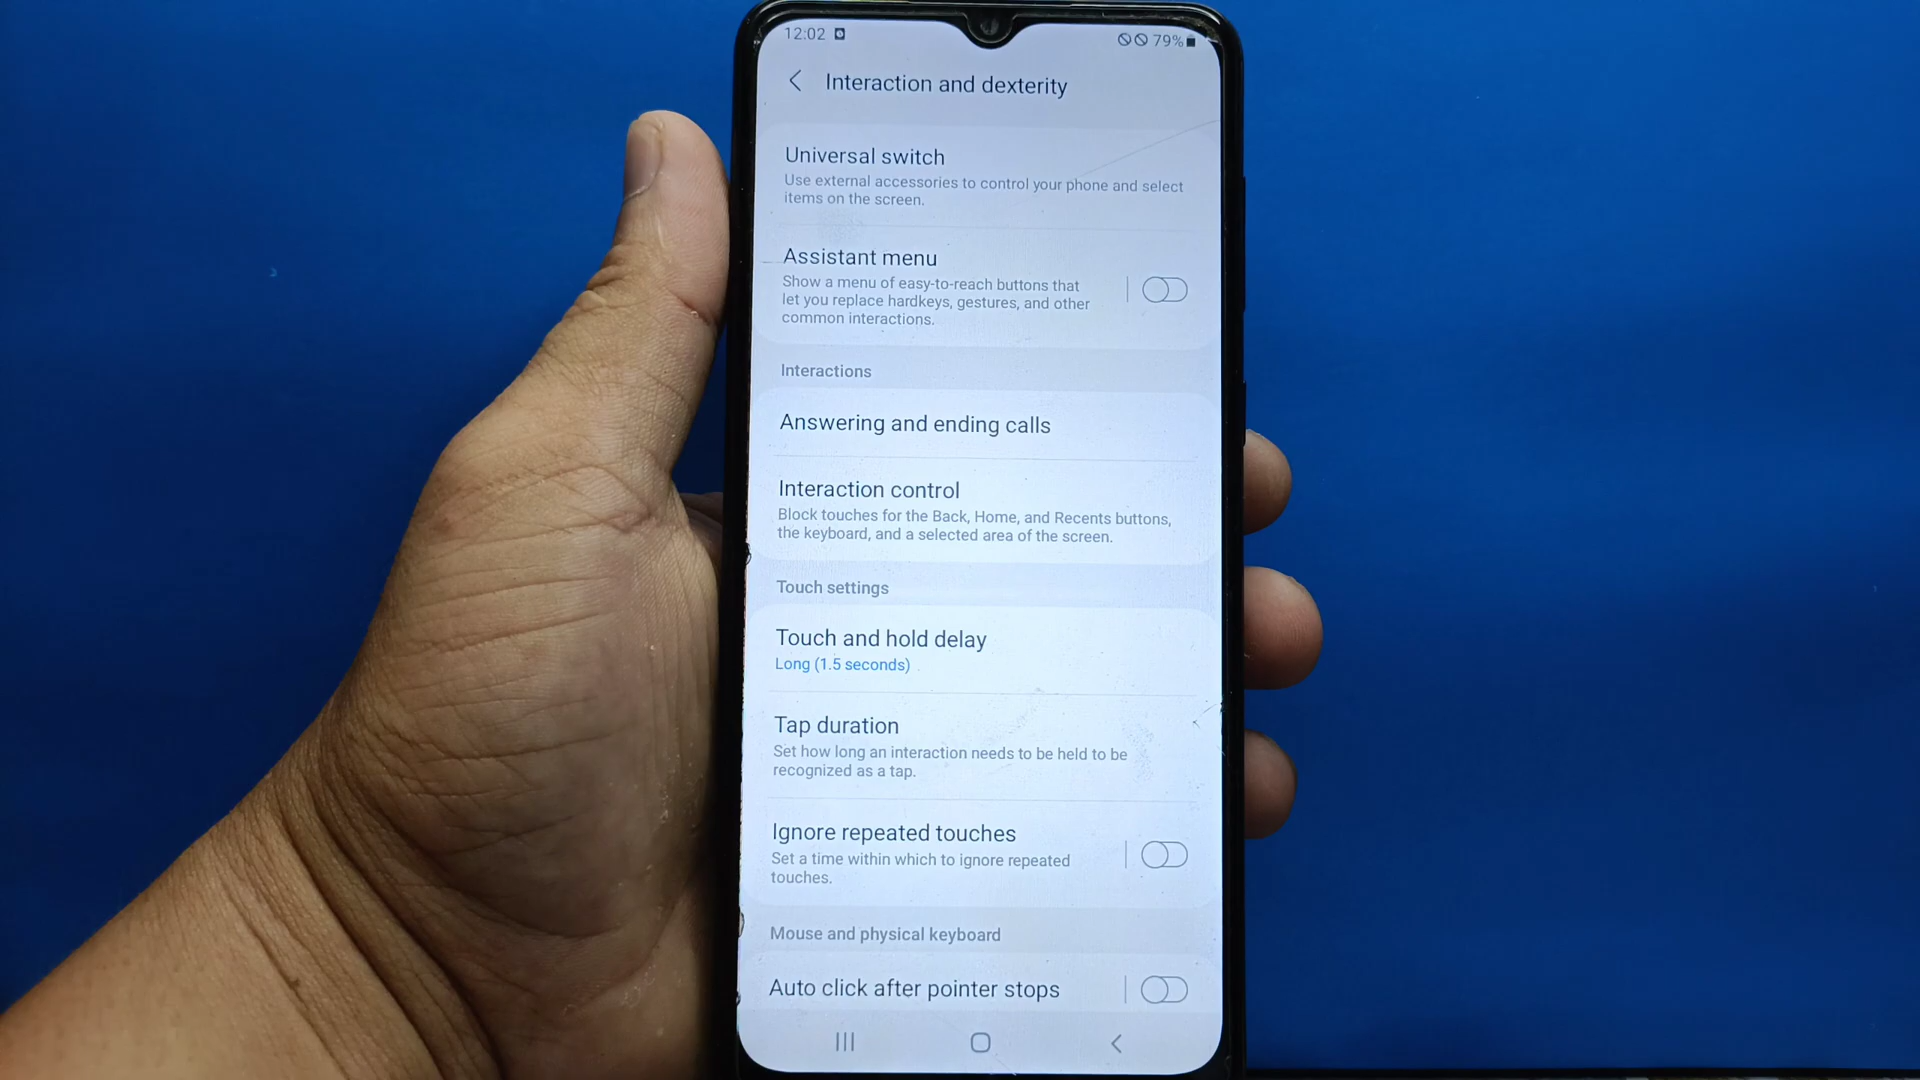 12:02
79%
Interaction and dexterity
Universal switch
Use external accessories to control your phone and select
items on the screen.
Assistant menu
Show a menu of easy-to-reach buttons that
let you replace hardkeys, gestures, and other
common interactions.
Interactions
Answering and ending calls
Interaction control
Block touches for the Back, Home, and Recents buttons,
the keyboard, and a selected area of the screen.
Touch settings
Touch and hold delay
Long (1.5 seconds)
Tap duration
Set how long an interaction needs to be held to be
recognized as a tap.
Ignore repeated touches
Set a time within which to ignore repeated
touches.
Mouse and physical keyboard
Auto click after pointer stops